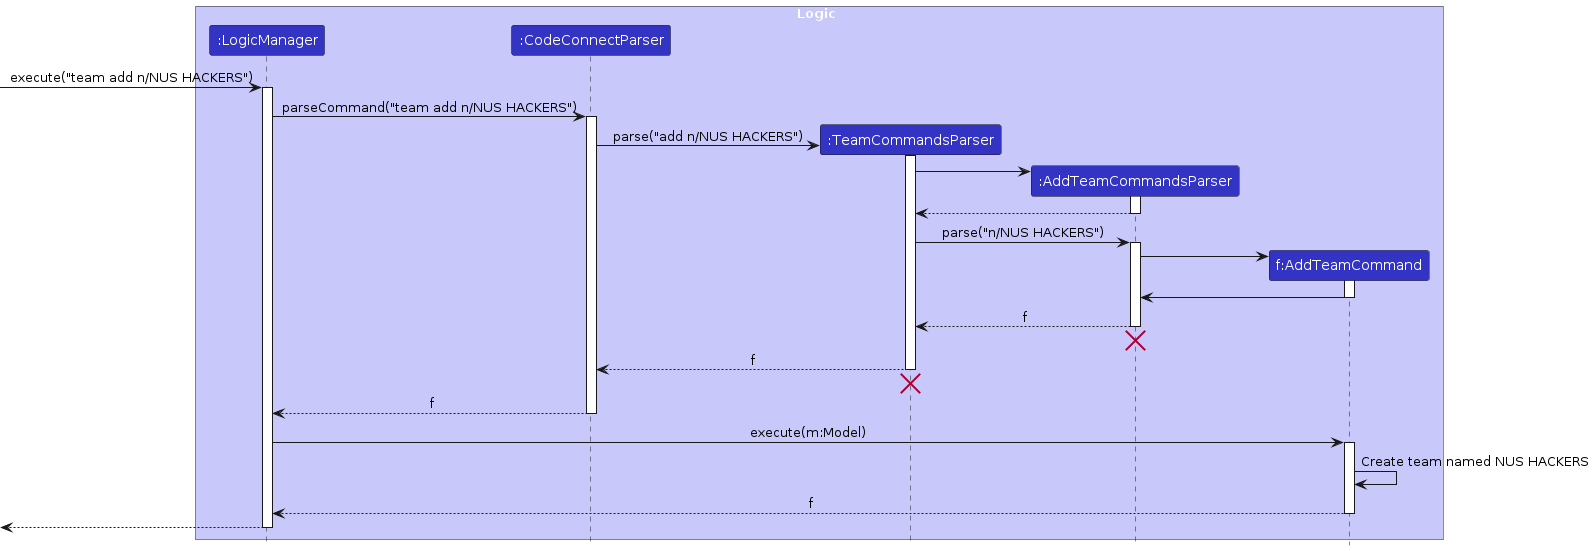 Logic
:LogicManager
:CodeConnectParser
execute("team add n/NUS HACKERS")
parseCommand("team add n/NUS HACKERS")
parse("add n/NUS HACKERS")
:TeamCommandsParser
:AddTeamCommandsParser
parse("n/NUS HACKERS")
f:AddTeamCommand
f
f
f
execute(m:Model)
Create team named NUS HACKERS
f